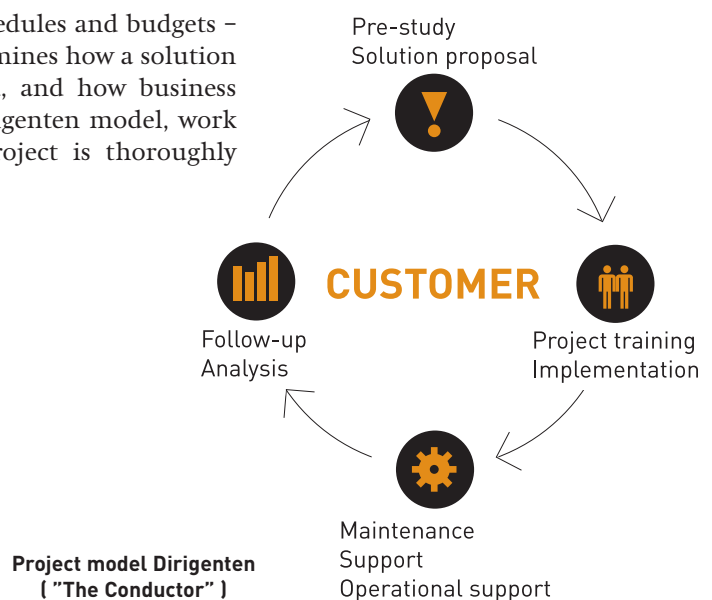 edules and budgets –
mines how a solution
, and how business
igenten model, work
roject is thoroughly
Pre-study
Solution proposal
CUSTOMER
Project training
Implementation
Maintenance
Support
Operational support
Follow-up
Analysis
Project model Dirigenten
( ”The Conductor” )